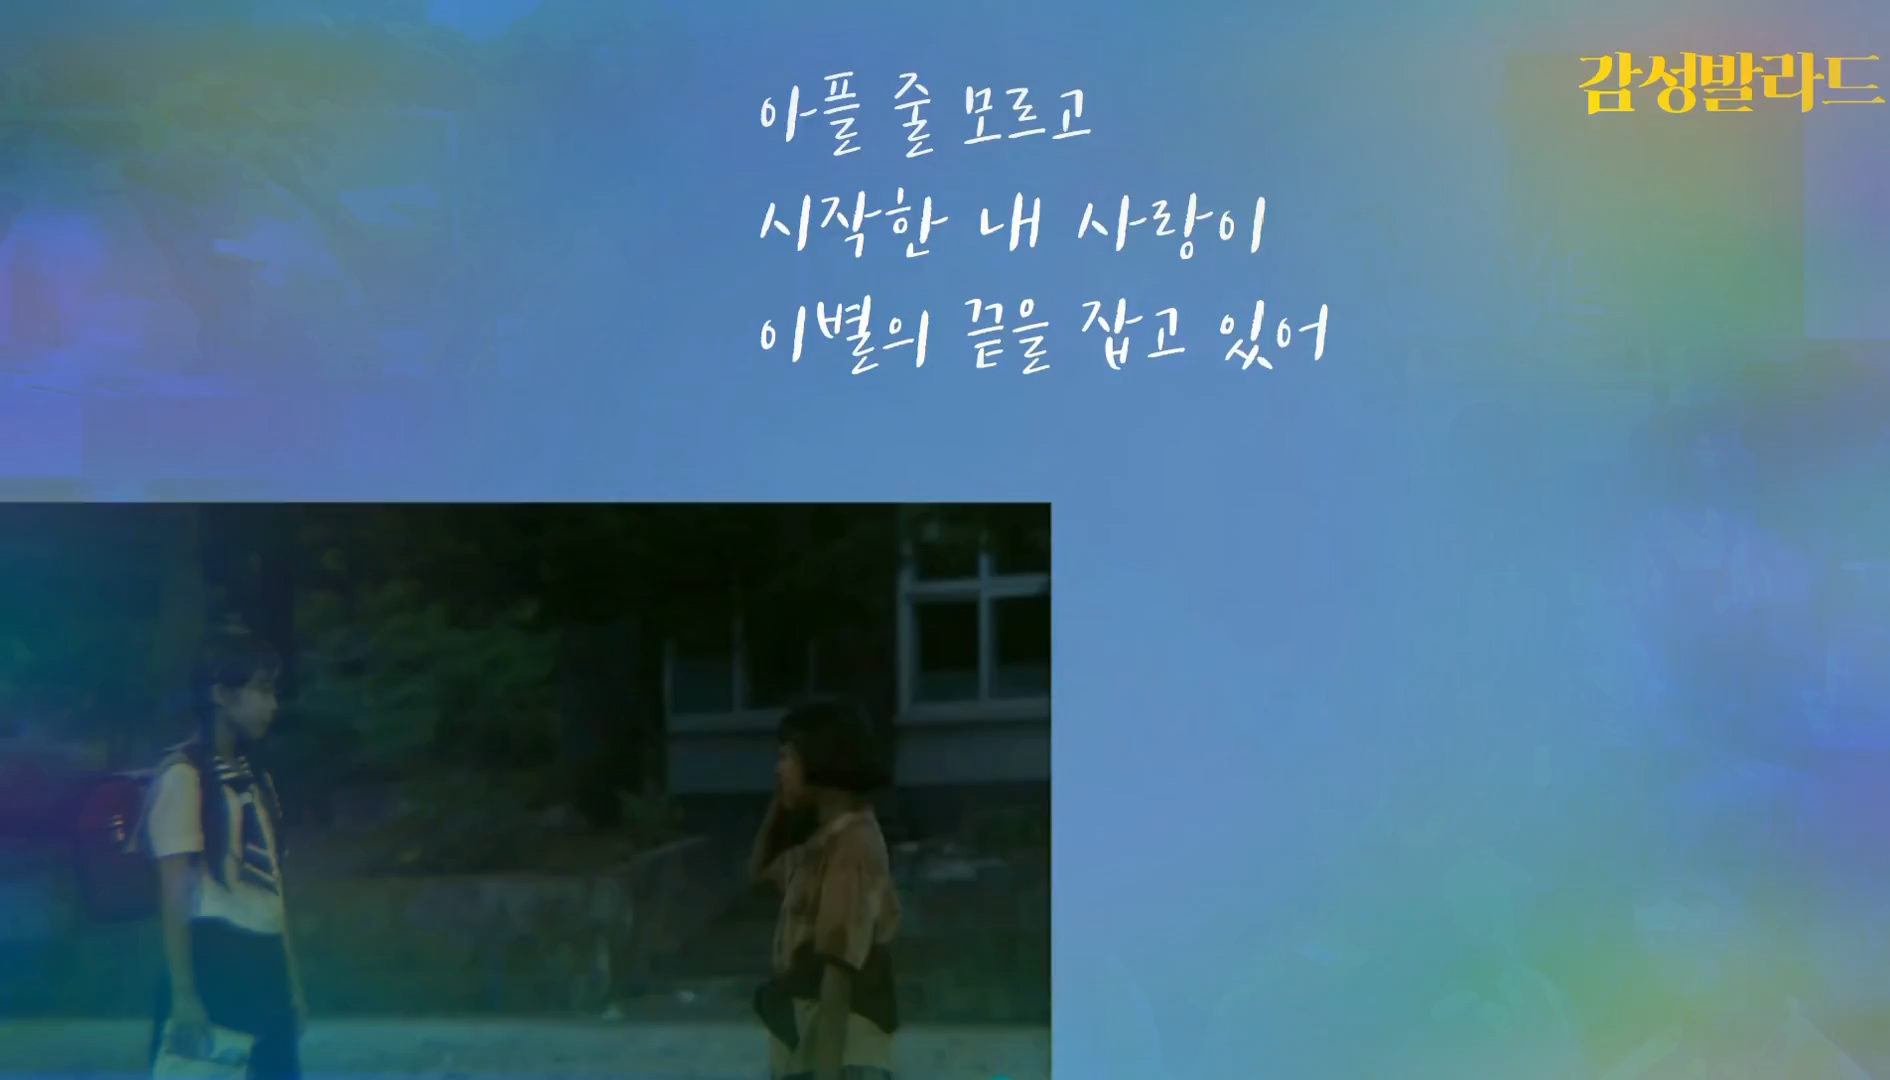 감성발라드
아플 줄 모르고
시작한 내 사랑이
이별의 끝을 잡고 있어